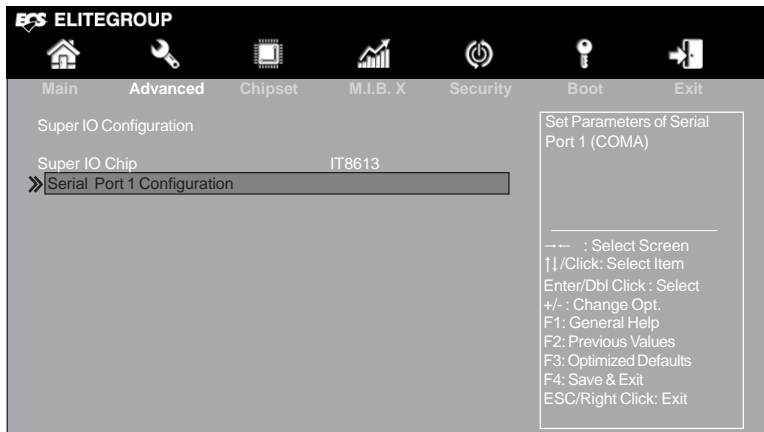 ECS ELITEGROUP
Main Advanced Chipset M.I.B. X Security Boot Exit
Super IO Configuration
Super IO Chip IT8613
Serial Port 1 Configuration
Set Parameters of Serial
Port 1 (COMA)
→← : Select Screen
↑↓/Click: Select Item
Enter/Dbl Click : Select
+/- : Change Opt.
F1: General Help
F2: Previous Values
F3: Optimized Defaults
F4: Save & Exit
ESC/Right Click: Exit